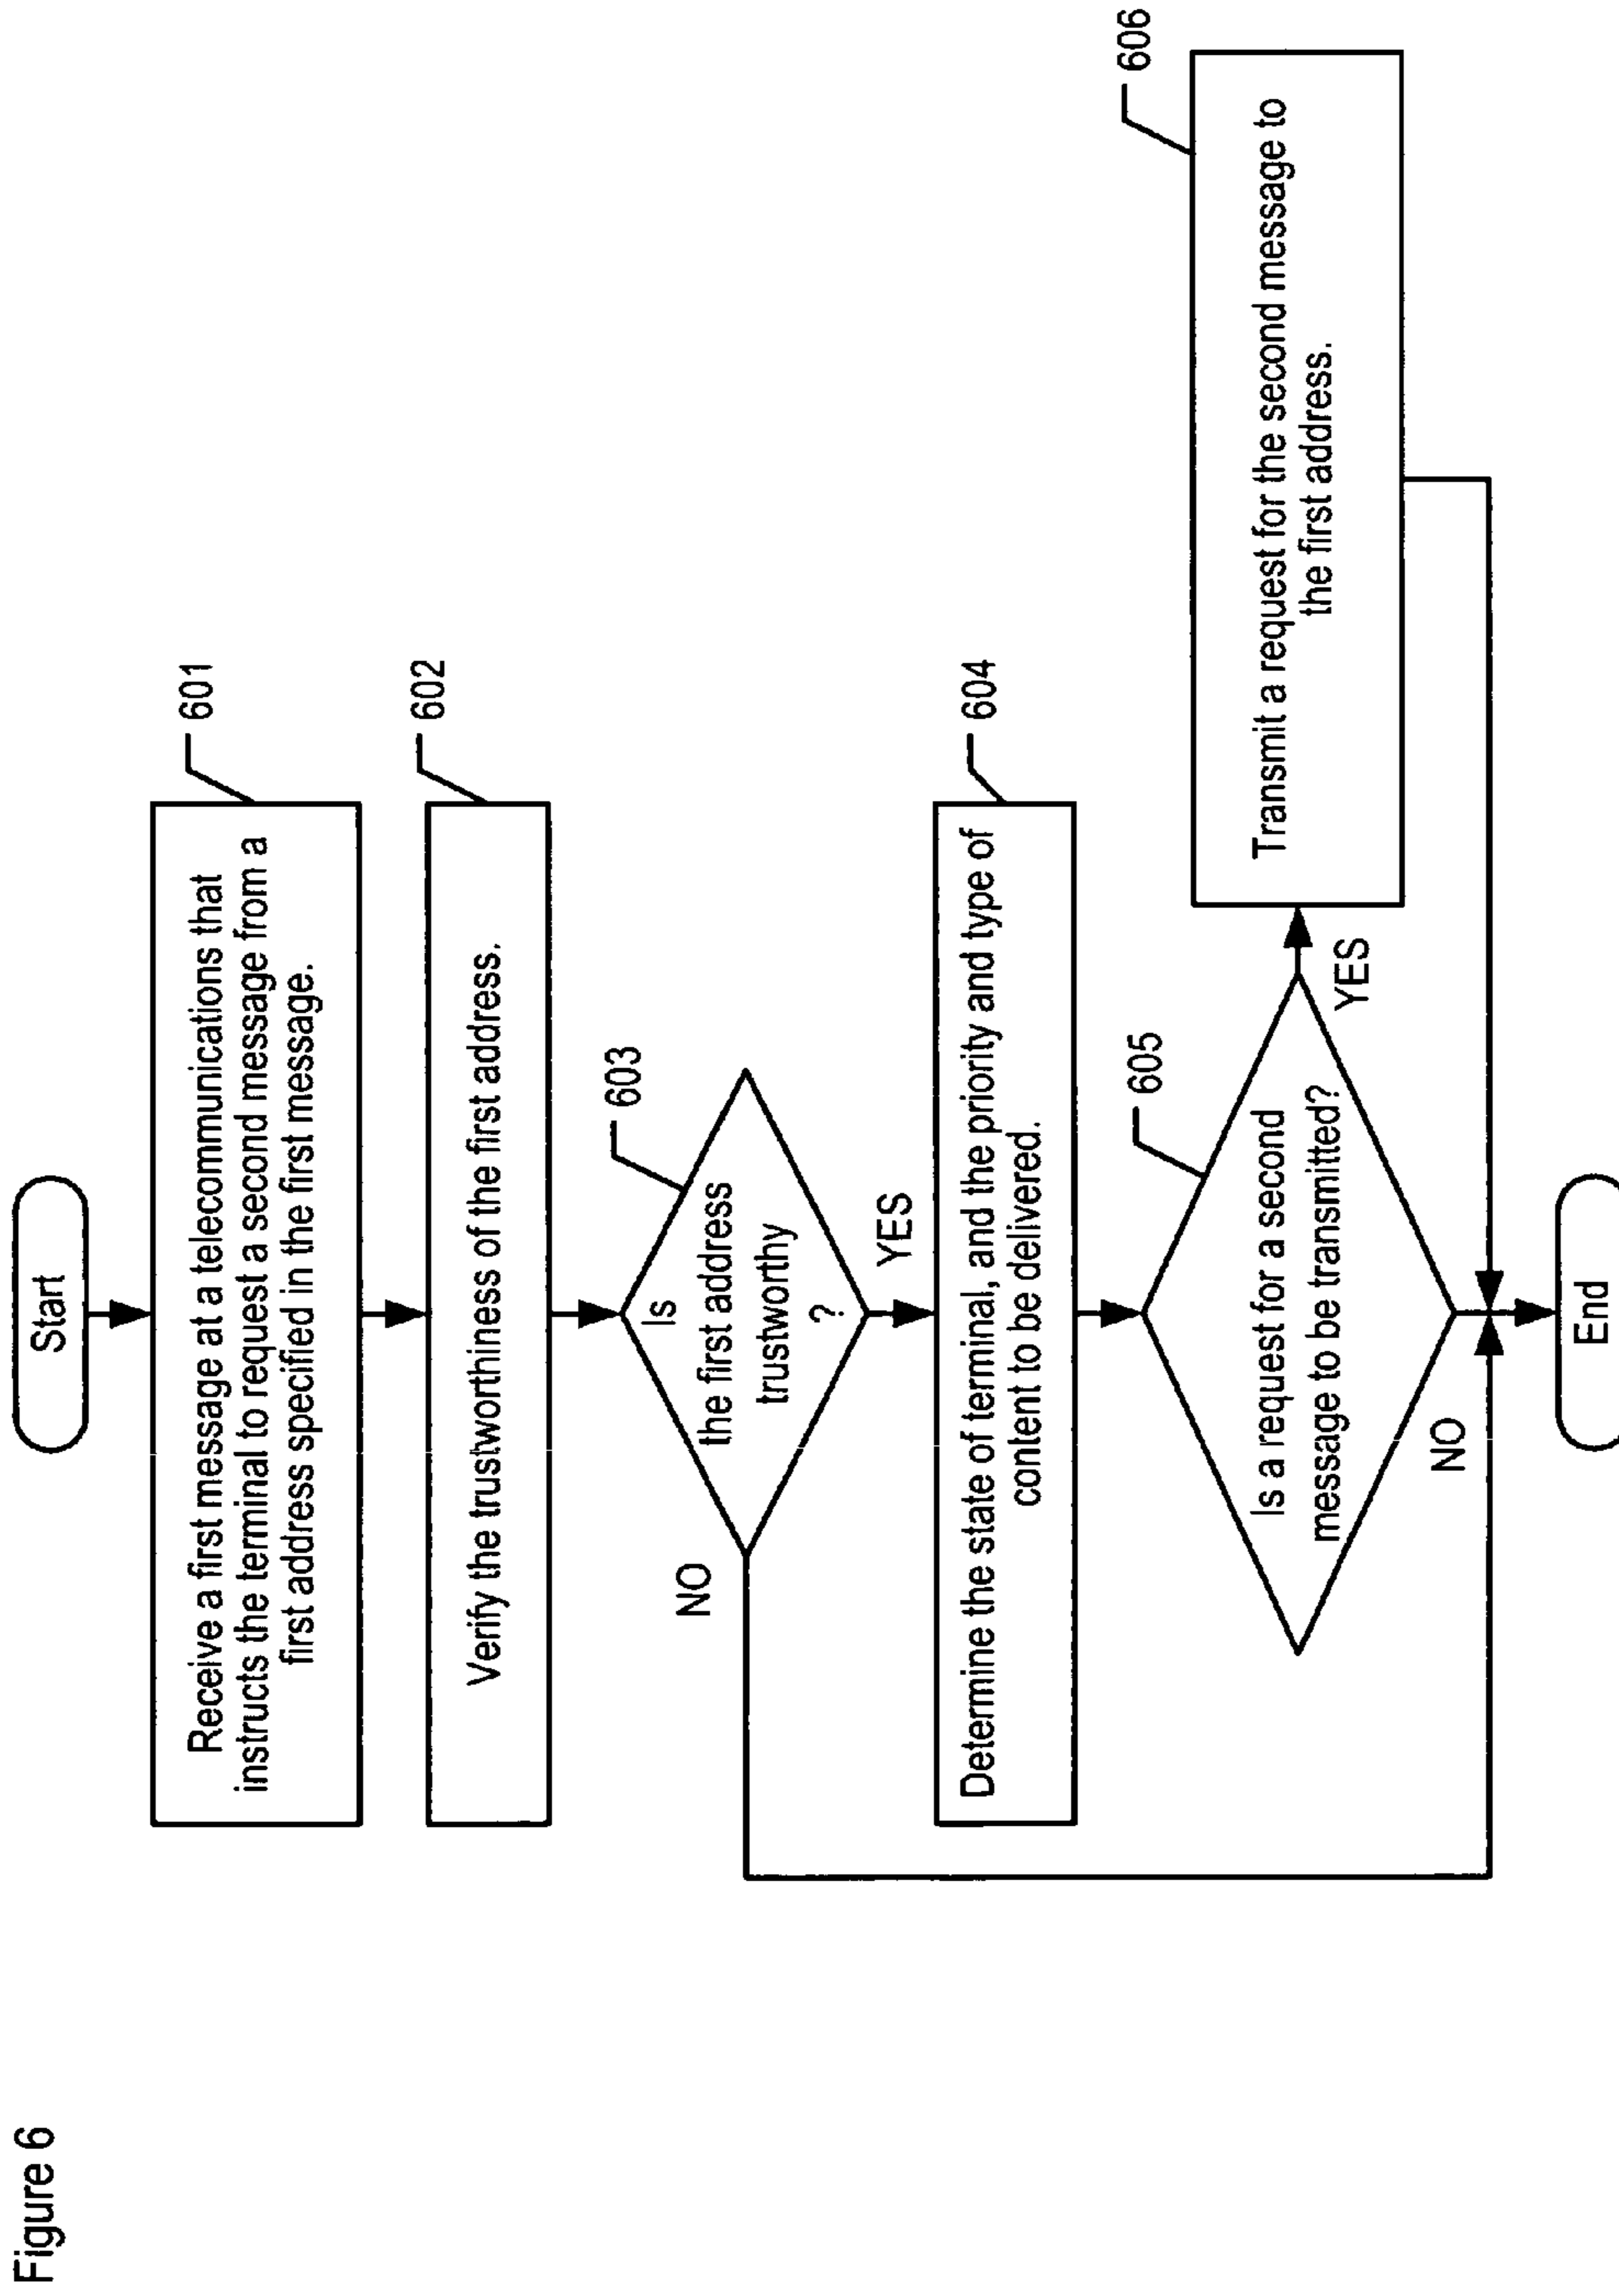 Figure 6
Start
601
Receive a first message at a telecommunications that
instructs the terminal to request a second message from a
first address specified in the first message.
602
Verify the trustworthiness of the first address.
603
Is
the first address
trustworthy
?
NO
YES
604
Determine the state of terminal, and the priority and type of
content to be delivered.
605
Is a request for a second
message to be transmitted?
YES
NO
606
Transmit a request for the second message to
the first address.
End